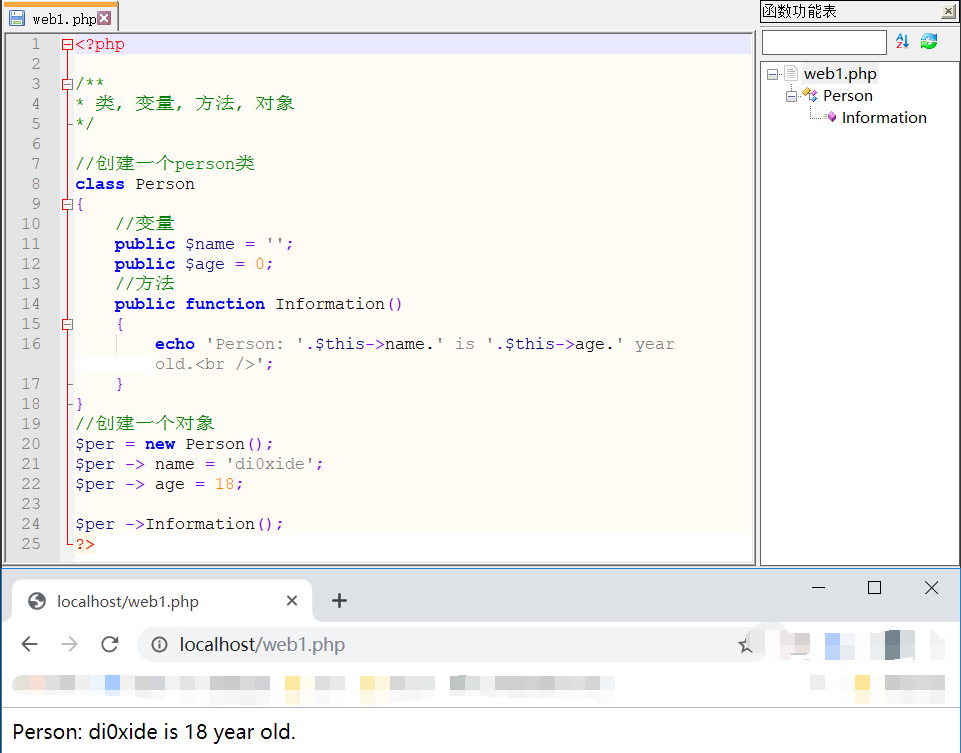 web1.php
函数功能表
1 <?php
2
3 /**
4 * 类, 变量, 方法, 对象
5 */
6
7 //创建一个person类
8 class Person
9 {
10 //变量
11 public $name = '';
12 public $age = 0;
13 //方法
14 public function Information()
15 {
16 echo 'Person: '.$this->name.' is '.$this->age.' year
old.<br />';
17 }
18 }
19 //创建一个对象
20 $per = new Person();
21 $per -> name = 'di0xide';
22 $per -> age = 18;
23
24 $per ->Information();
25 ?>
web1.php
Person
Information
localhost/web1.php
localhost/web1.php
Person: di0xide is 18 year old.